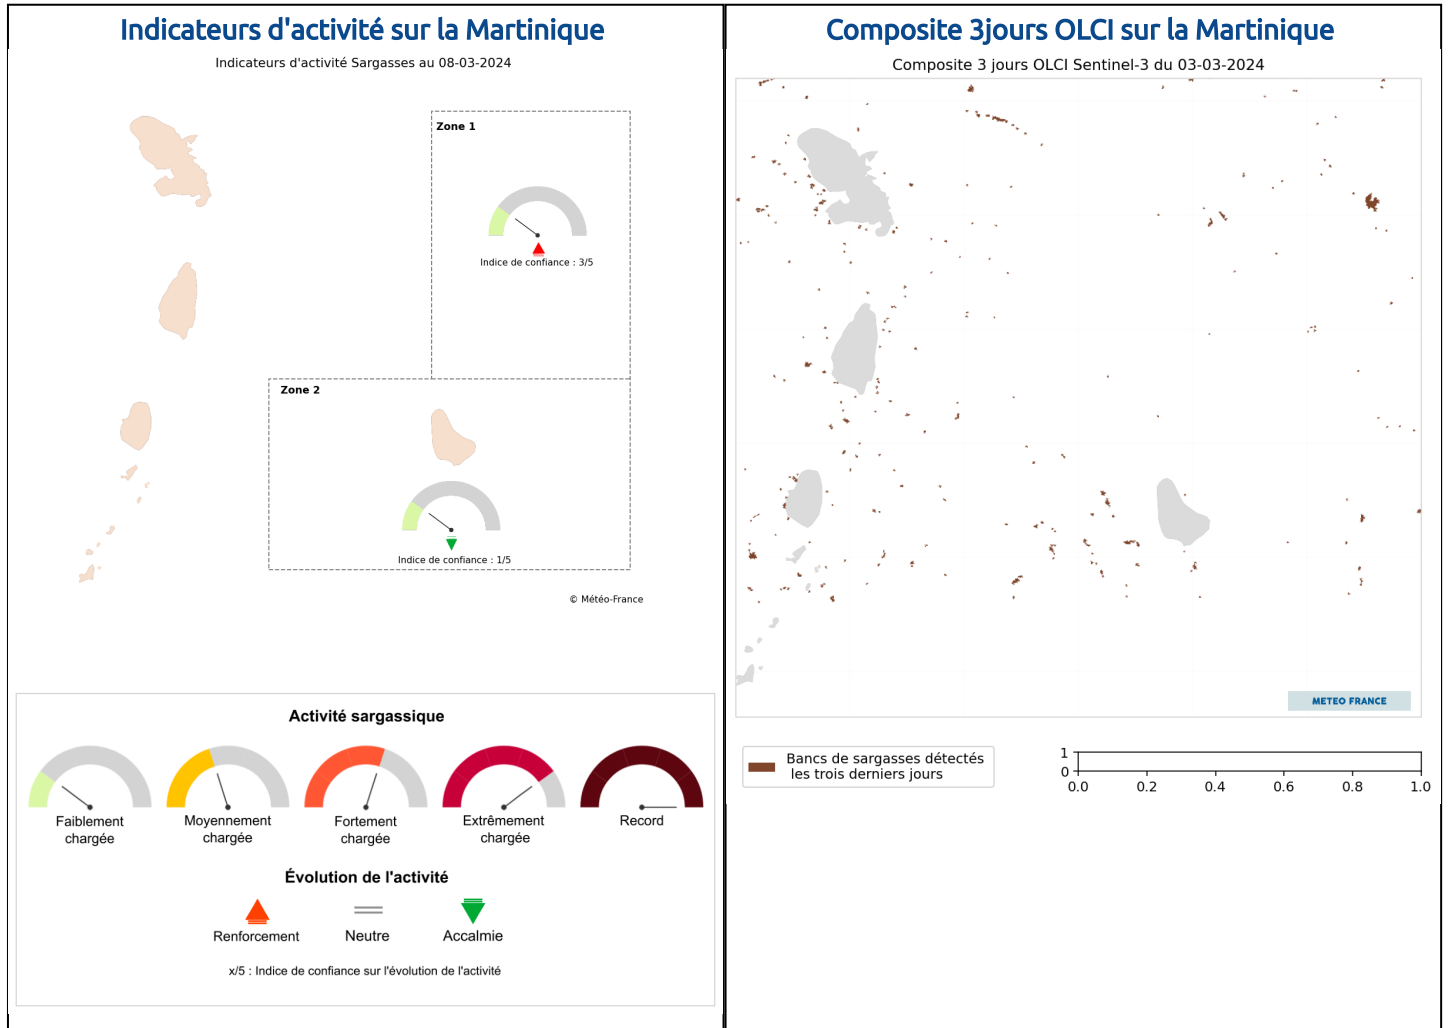 Indicateurs d'activité sur la Martinique
Indicateurs d'activité Sargasses au 08-03-2024
Zone 1
Indice de confiance : 3/5
Zone 2
Indice de confiance : 1/5
© Météo-France
Activité sargassique
Faiblement
chargée
Moyennement
chargée
Fortement
chargée
Extrêmement
chargée
Record
Évolution de l'activité
Renforcement
Neutre
Accalmie
x/5 : Indice de confiance sur l'évolution de l'activité
Composite 3jours OLCI sur la Martinique
Composite 3 jours OLCI Sentinel-3 du 03-03-2024
METEO FRANCE
Bancs de sargasses détectés
les trois derniers jours
1
0
0.0 0.2 0.4 0.6 0.8 1.0